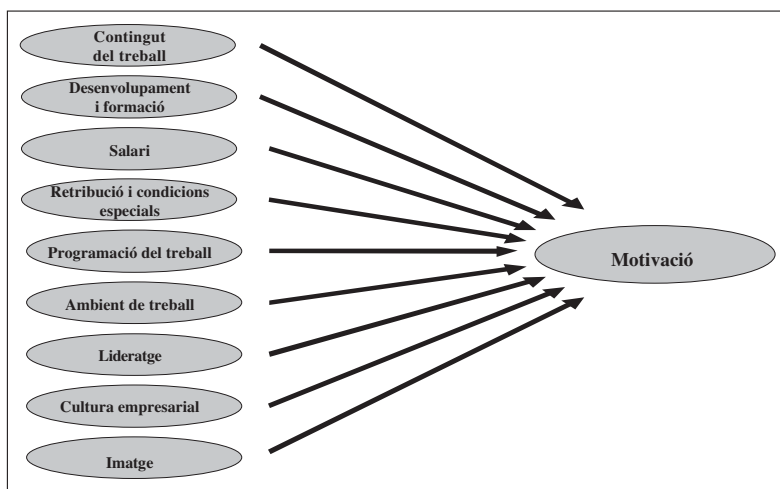 Contingut
del treball
Desenvolupament
i formació
Salari
Retribució i condicions
especials
Programació del treball
Ambient de treball
Lideratge
Cultura empresarial
Imatge
Motivació